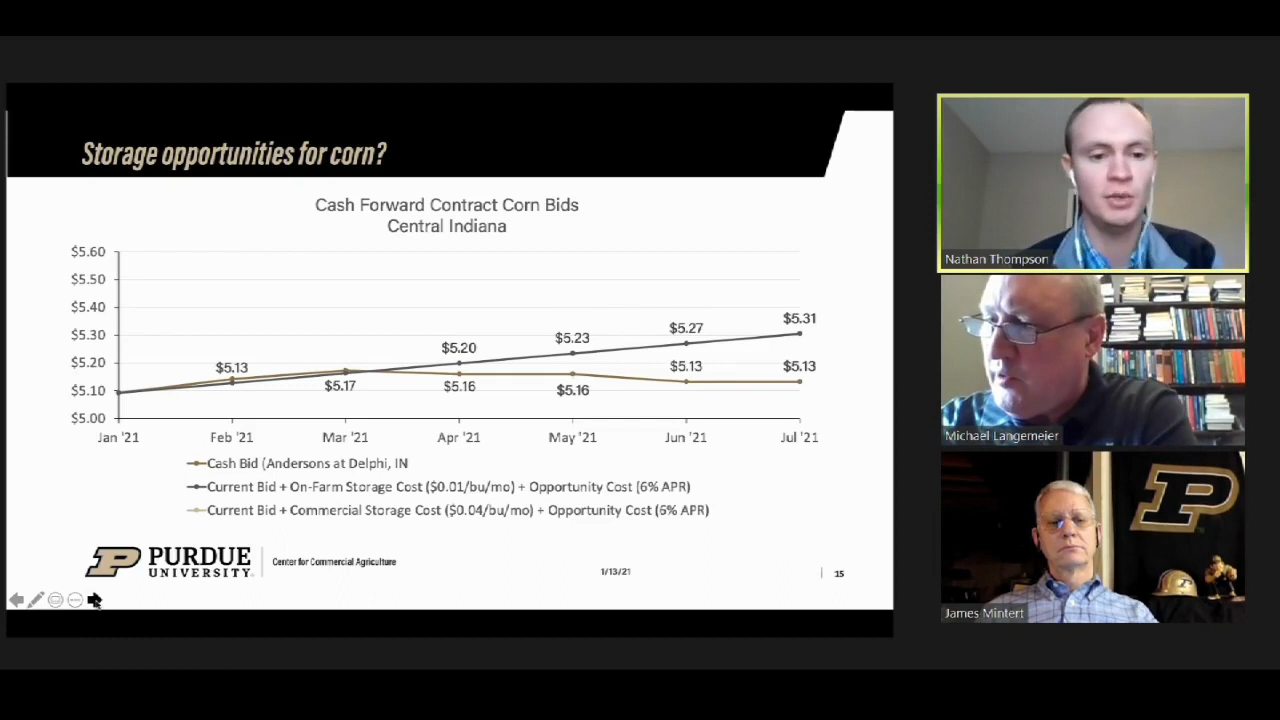 Storage opportunities for corn?
Cash Forward Contract Corn Bids
Central Indiana
$5.60
$5.50
$5.40
$5.30
$5.20
$5.10
$5.00
$5.13
$5.17
$5.20
$5.16
$5.23
$5.16
$5.27
$5.13
$5.31
$5.13
Jan '21 Feb '21 Mar '21 Apr '21 May '21 Jun '21 Jul '21
Cash Bid (Andersons at Delphi, IN
Current Bid + On-Farm Storage Cost ($0.01/bu/mo) + Opportunity Cost (6% APR)
Current Bid + Commercial Storage Cost ($0.04/bu/mo) + Opportunity Cost (6% APR)
P PURDUE
UNIVERSITY
Center for Commercial Agriculture
1/13/21
15
Nathan Thompson
Michael Langemeier
P
James Mintert